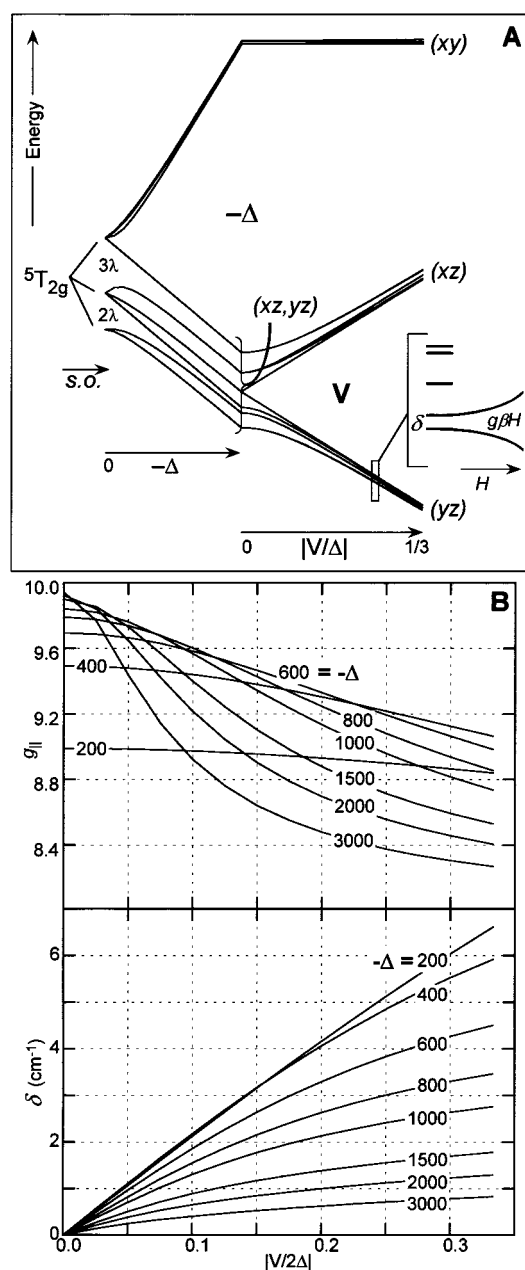 A
Energy
(xy)
−Δ
⁵T₂g
3λ
(xz)
(xz,yz)
2λ
V
s.o.
δ
gβH
H
0
−Δ
(yz)
0
|V/Δ|
1/3
B
10.0
9.6
9.2
8.8
8.4
g||
400
200
600 = -Δ
800
1000
1500
2000
3000
6
4
2
0
δ (cm⁻¹)
-Δ = 200
400
600
800
1000
1500
2000
3000
0.0
0.1
0.2
0.3
|V/2Δ|